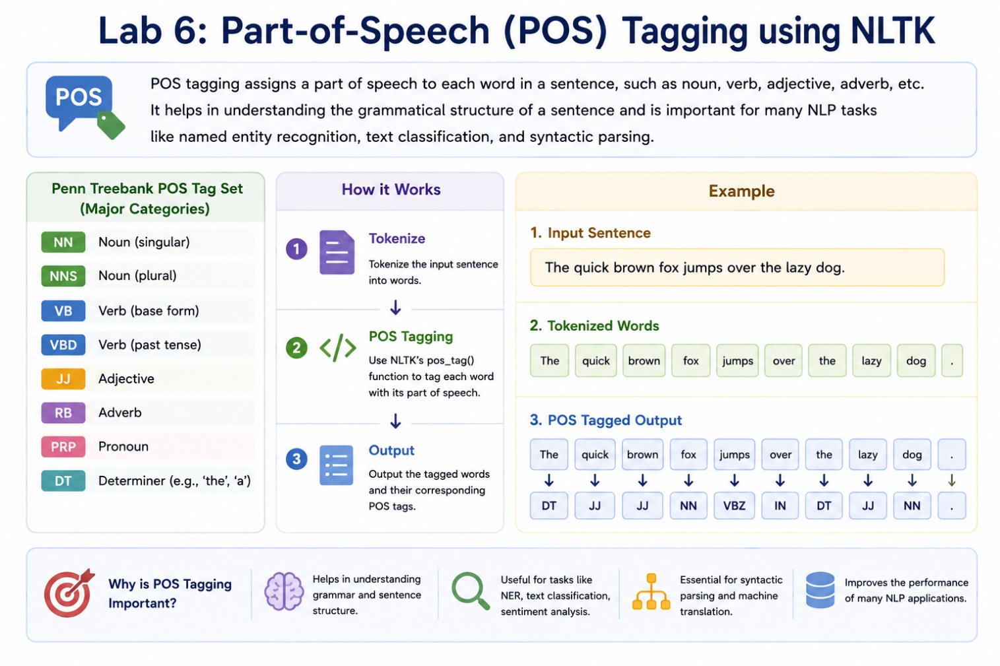 Lab 6: Part-of-Speech (POS) Tagging using NLTK
POS
POS tagging assigns a part of speech to each word in a sentence, such as noun, verb, adjective, adverb, etc.
It helps in understanding the grammatical structure of a sentence and is important for many NLP tasks
like named entity recognition, text classification, and syntactic parsing.
Penn Treebank POS Tag Set
(Major Categories)
NN Noun (singular)
NNS Noun (plural)
VB Verb (base form)
VBD Verb (past tense)
JJ Adjective
RB Adverb
PRP Pronoun
DT Determiner (e.g., ‘the’, ‘a’)
How it Works
1 Tokenize
Tokenize the input sentence
into words.
2 </> POS Tagging
Use NLTK’s pos_tag()
function to tag each word
with its part of speech.
3 Output
Output the tagged words
and their corresponding
POS tags.
Example
1. Input Sentence
The quick brown fox jumps over the lazy dog.
2. Tokenized Words
The quick brown fox jumps over the lazy dog .
3. POS Tagged Output
The quick brown fox jumps over the lazy dog .
DT JJ JJ NN VBZ IN DT JJ NN .
Why is POS Tagging
Important?
Helps in understanding
grammar and sentence
structure.
Useful for tasks like
NER, text classification,
sentiment analysis.
Essential for syntactic
parsing and machine
translation.
Improves the performance
of many NLP applications.